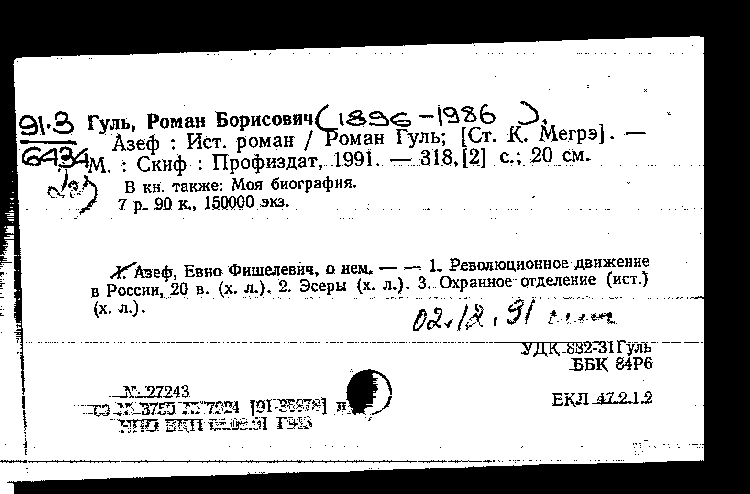 91-3
6434
Гуль, Роман Борисович (1896-1986).
Азеф : Ист. роман / Роман Гуль; [Ст. К. Мегрэ]. —
М. : Скиф : Профиздат, 1991. — 318,[2] с.; 20 см.
В кн. также: Моя биография.
7 р. 90 к., 150000 экз.
1. Азеф, Евно Фишелевич, о нем. — — 1. Революционное движение
в России, 20 в. (х. л.). 2. Эсеры (х. л.). 3. Охранное отделение (ист.)
(х. л.).
02.12.91
УДК 882-31Гуль
ББК 84Р6
№ 27243
ЕКЛ 47.2.1.2